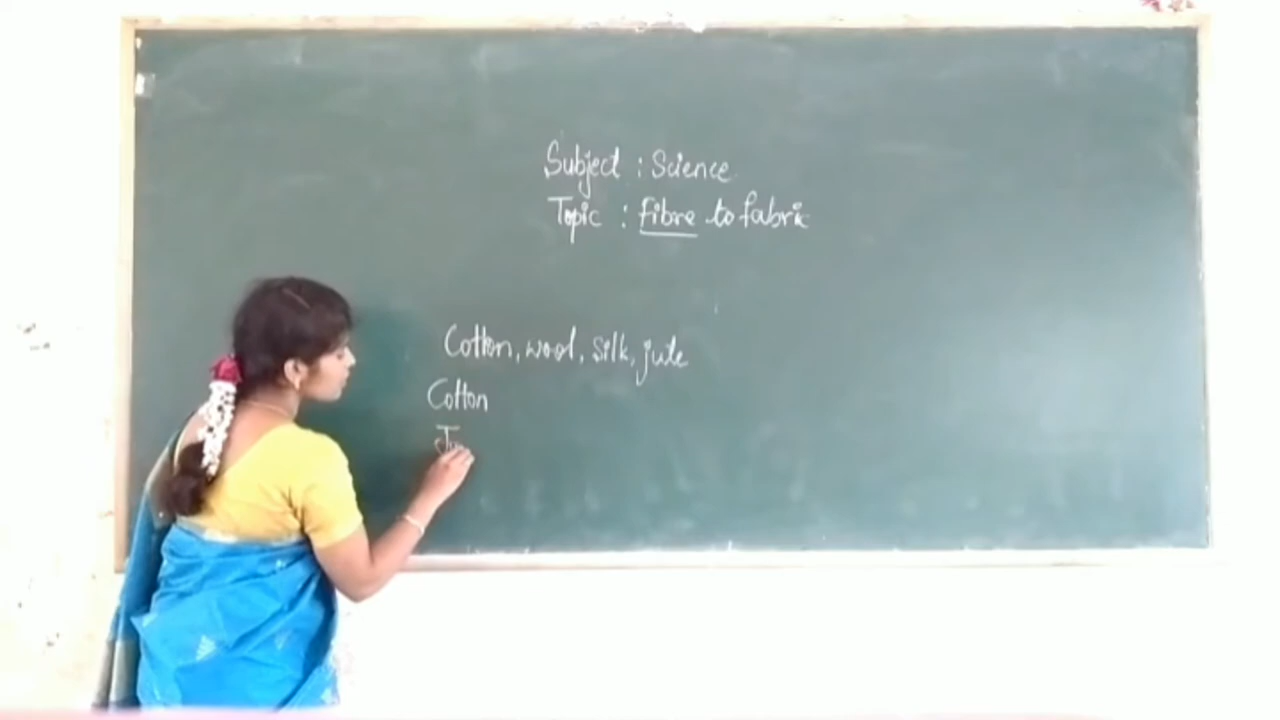 Subject : Science
Topic : fibre to fabric
Cotton, wool, silk, jute
Cotton